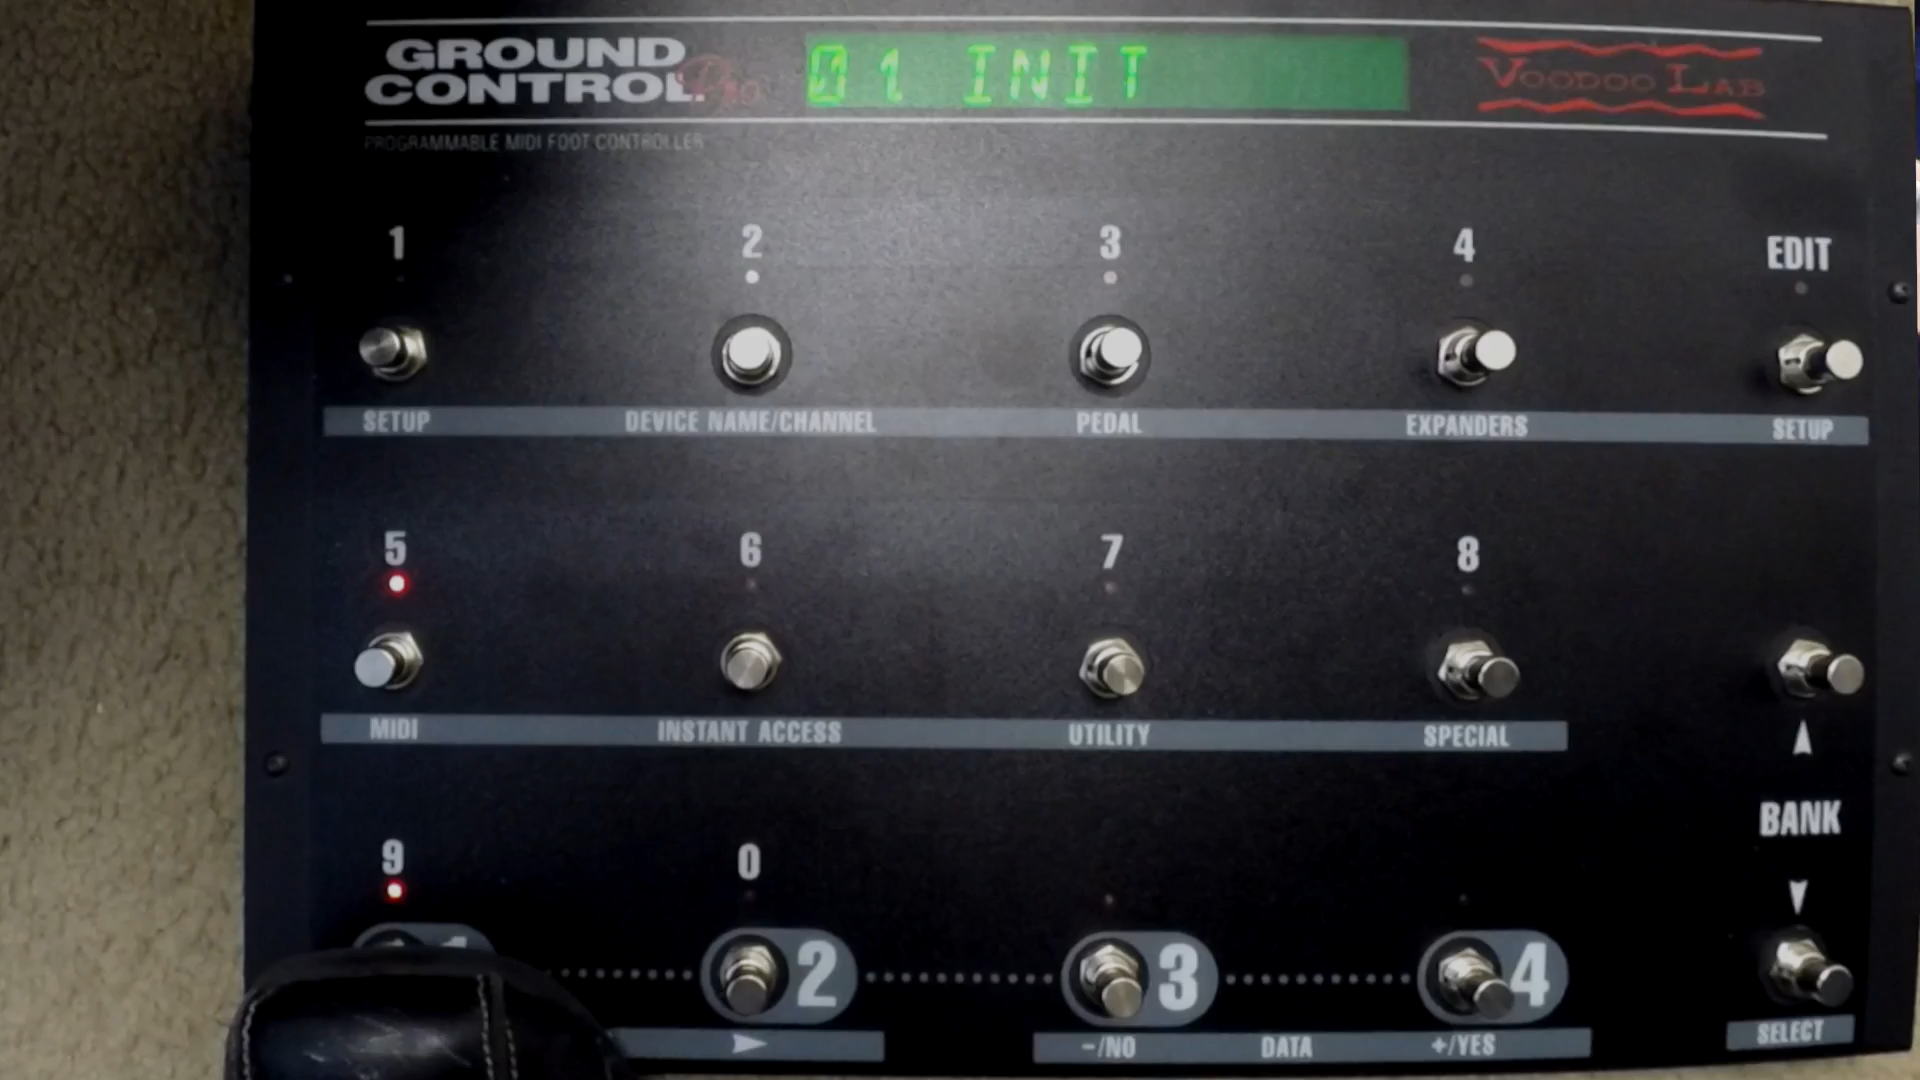 GROUND
CONTROL. Pro
01 INIT
VOODOO LAB
PROGRAMMABLE MIDI FOOT CONTROLLER
1 2 3 4 EDIT
SETUP DEVICE NAME/CHANNEL PEDAL EXPANDERS SETUP
5 6 7 8
MIDI INSTANT ACCESS UTILITY SPECIAL
BANK
9 0
1 2 3 4
-/NO DATA +/YES SELECT